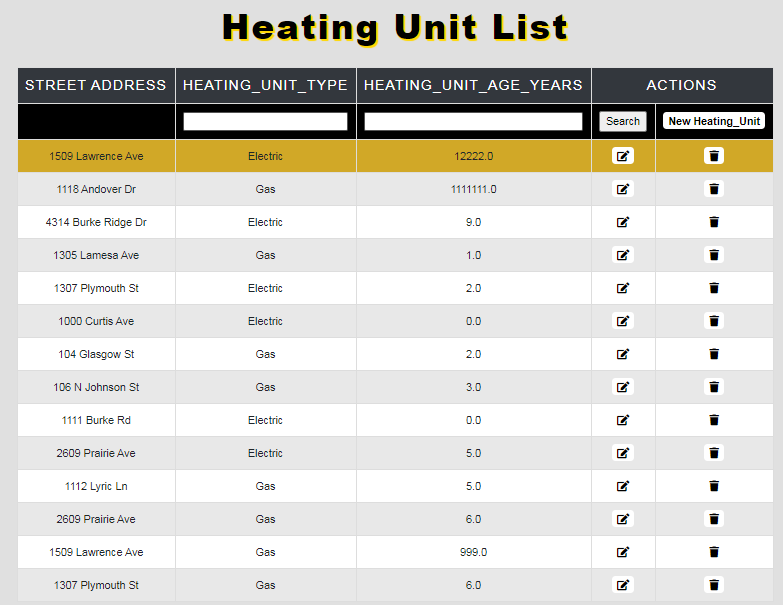 Heating Unit List
STREET ADDRESS HEATING_UNIT_TYPE HEATING_UNIT_AGE_YEARS ACTIONS
Search New Heating_Unit
1509 Lawrence Ave Electric 12222.0
1118 Andover Dr Gas 1111111.0
4314 Burke Ridge Dr Electric 9.0
1305 Lamesa Ave Gas 1.0
1307 Plymouth St Electric 2.0
1000 Curtis Ave Electric 0.0
104 Glasgow St Gas 2.0
106 N Johnson St Gas 3.0
1111 Burke Rd Electric 0.0
2609 Prairie Ave Electric 5.0
1112 Lyric Ln Gas 5.0
2609 Prairie Ave Gas 6.0
1509 Lawrence Ave Gas 999.0
1307 Plymouth St Gas 6.0